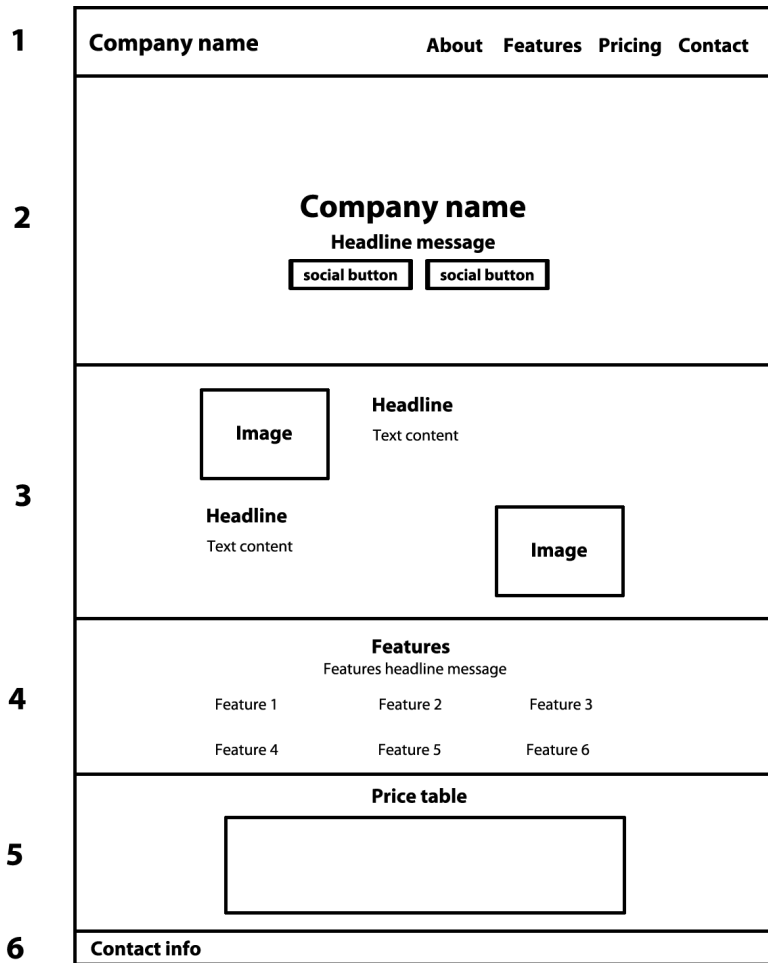 1
Company name About Features Pricing Contact
2
Company name
Headline message
social button social button
3
Image
Headline
Text content
Headline
Text content
Image
4
Features
Features headline message
Feature 1 Feature 2 Feature 3
Feature 4 Feature 5 Feature 6
5
Price table
6
Contact info